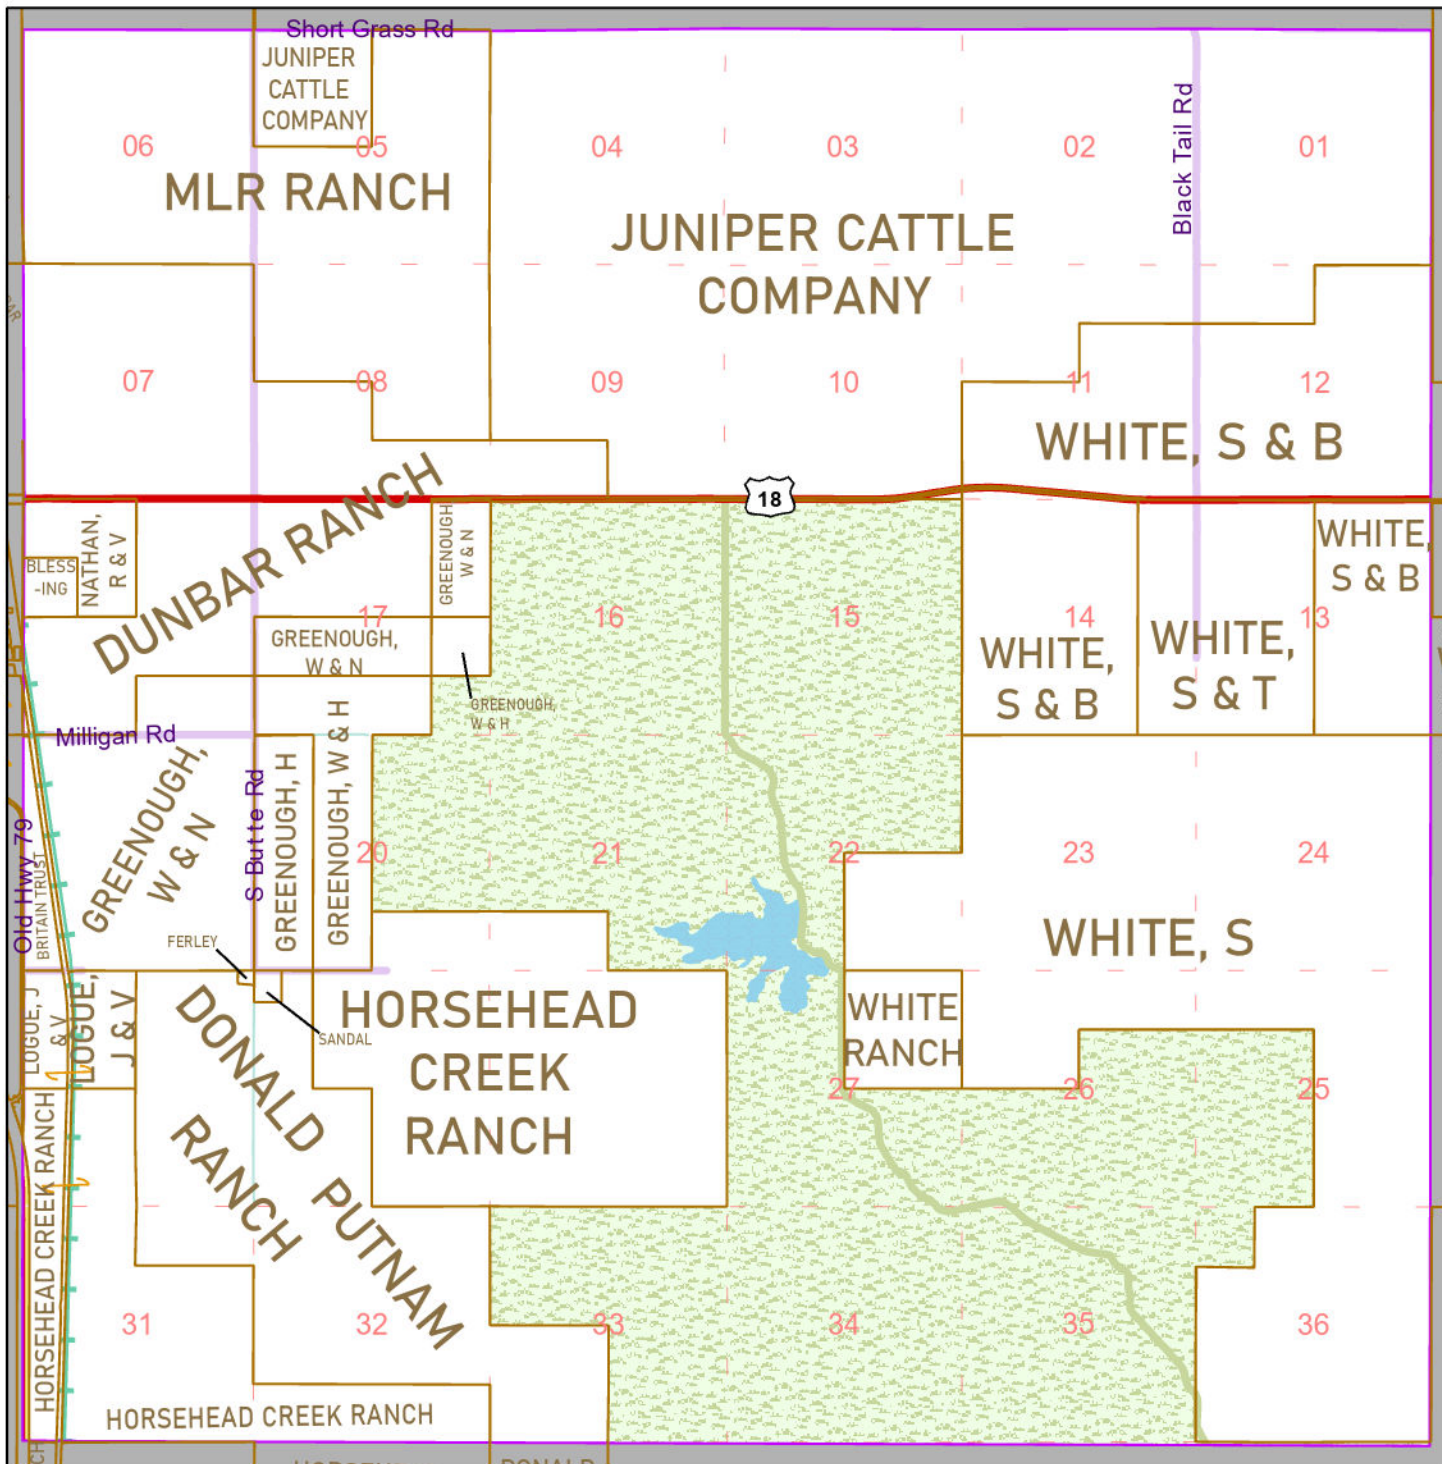 Short Grass Rd
JUNIPER
CATTLE
COMPANY
06
05
04
03
02
01
Black Tail Rd
MLR RANCH
JUNIPER CATTLE
COMPANY
07
08
09
10
11
12
WHITE, S & B
DUNBAR RANCH
18
NATHAN,
R & V
BLESS
-ING
GREENOUGH
W & N
17
16
15
14
13
WHITE,
S & B
GREENOUGH,
W & N
WHITE,
S & B
WHITE,
S & T
GREENOUGH,
W & H
Milligan Rd
GREENOUGH,
W & N
S Butte Rd
GREENOUGH, H
GREENOUGH, W & H
Old Hwy 79
BRITAIN TRUST
20
21
22
23
24
FERLEY
WHITE, S
LOGUE, J
& V
LOGUE,
J & V
SANDAL
HORSEHEAD
CREEK
RANCH
WHITE
RANCH
DONALD PUTNAM
RANCH
27
26
25
HORSEHEAD CREEK RANCH
31
32
33
34
35
36
HORSEHEAD CREEK RANCH